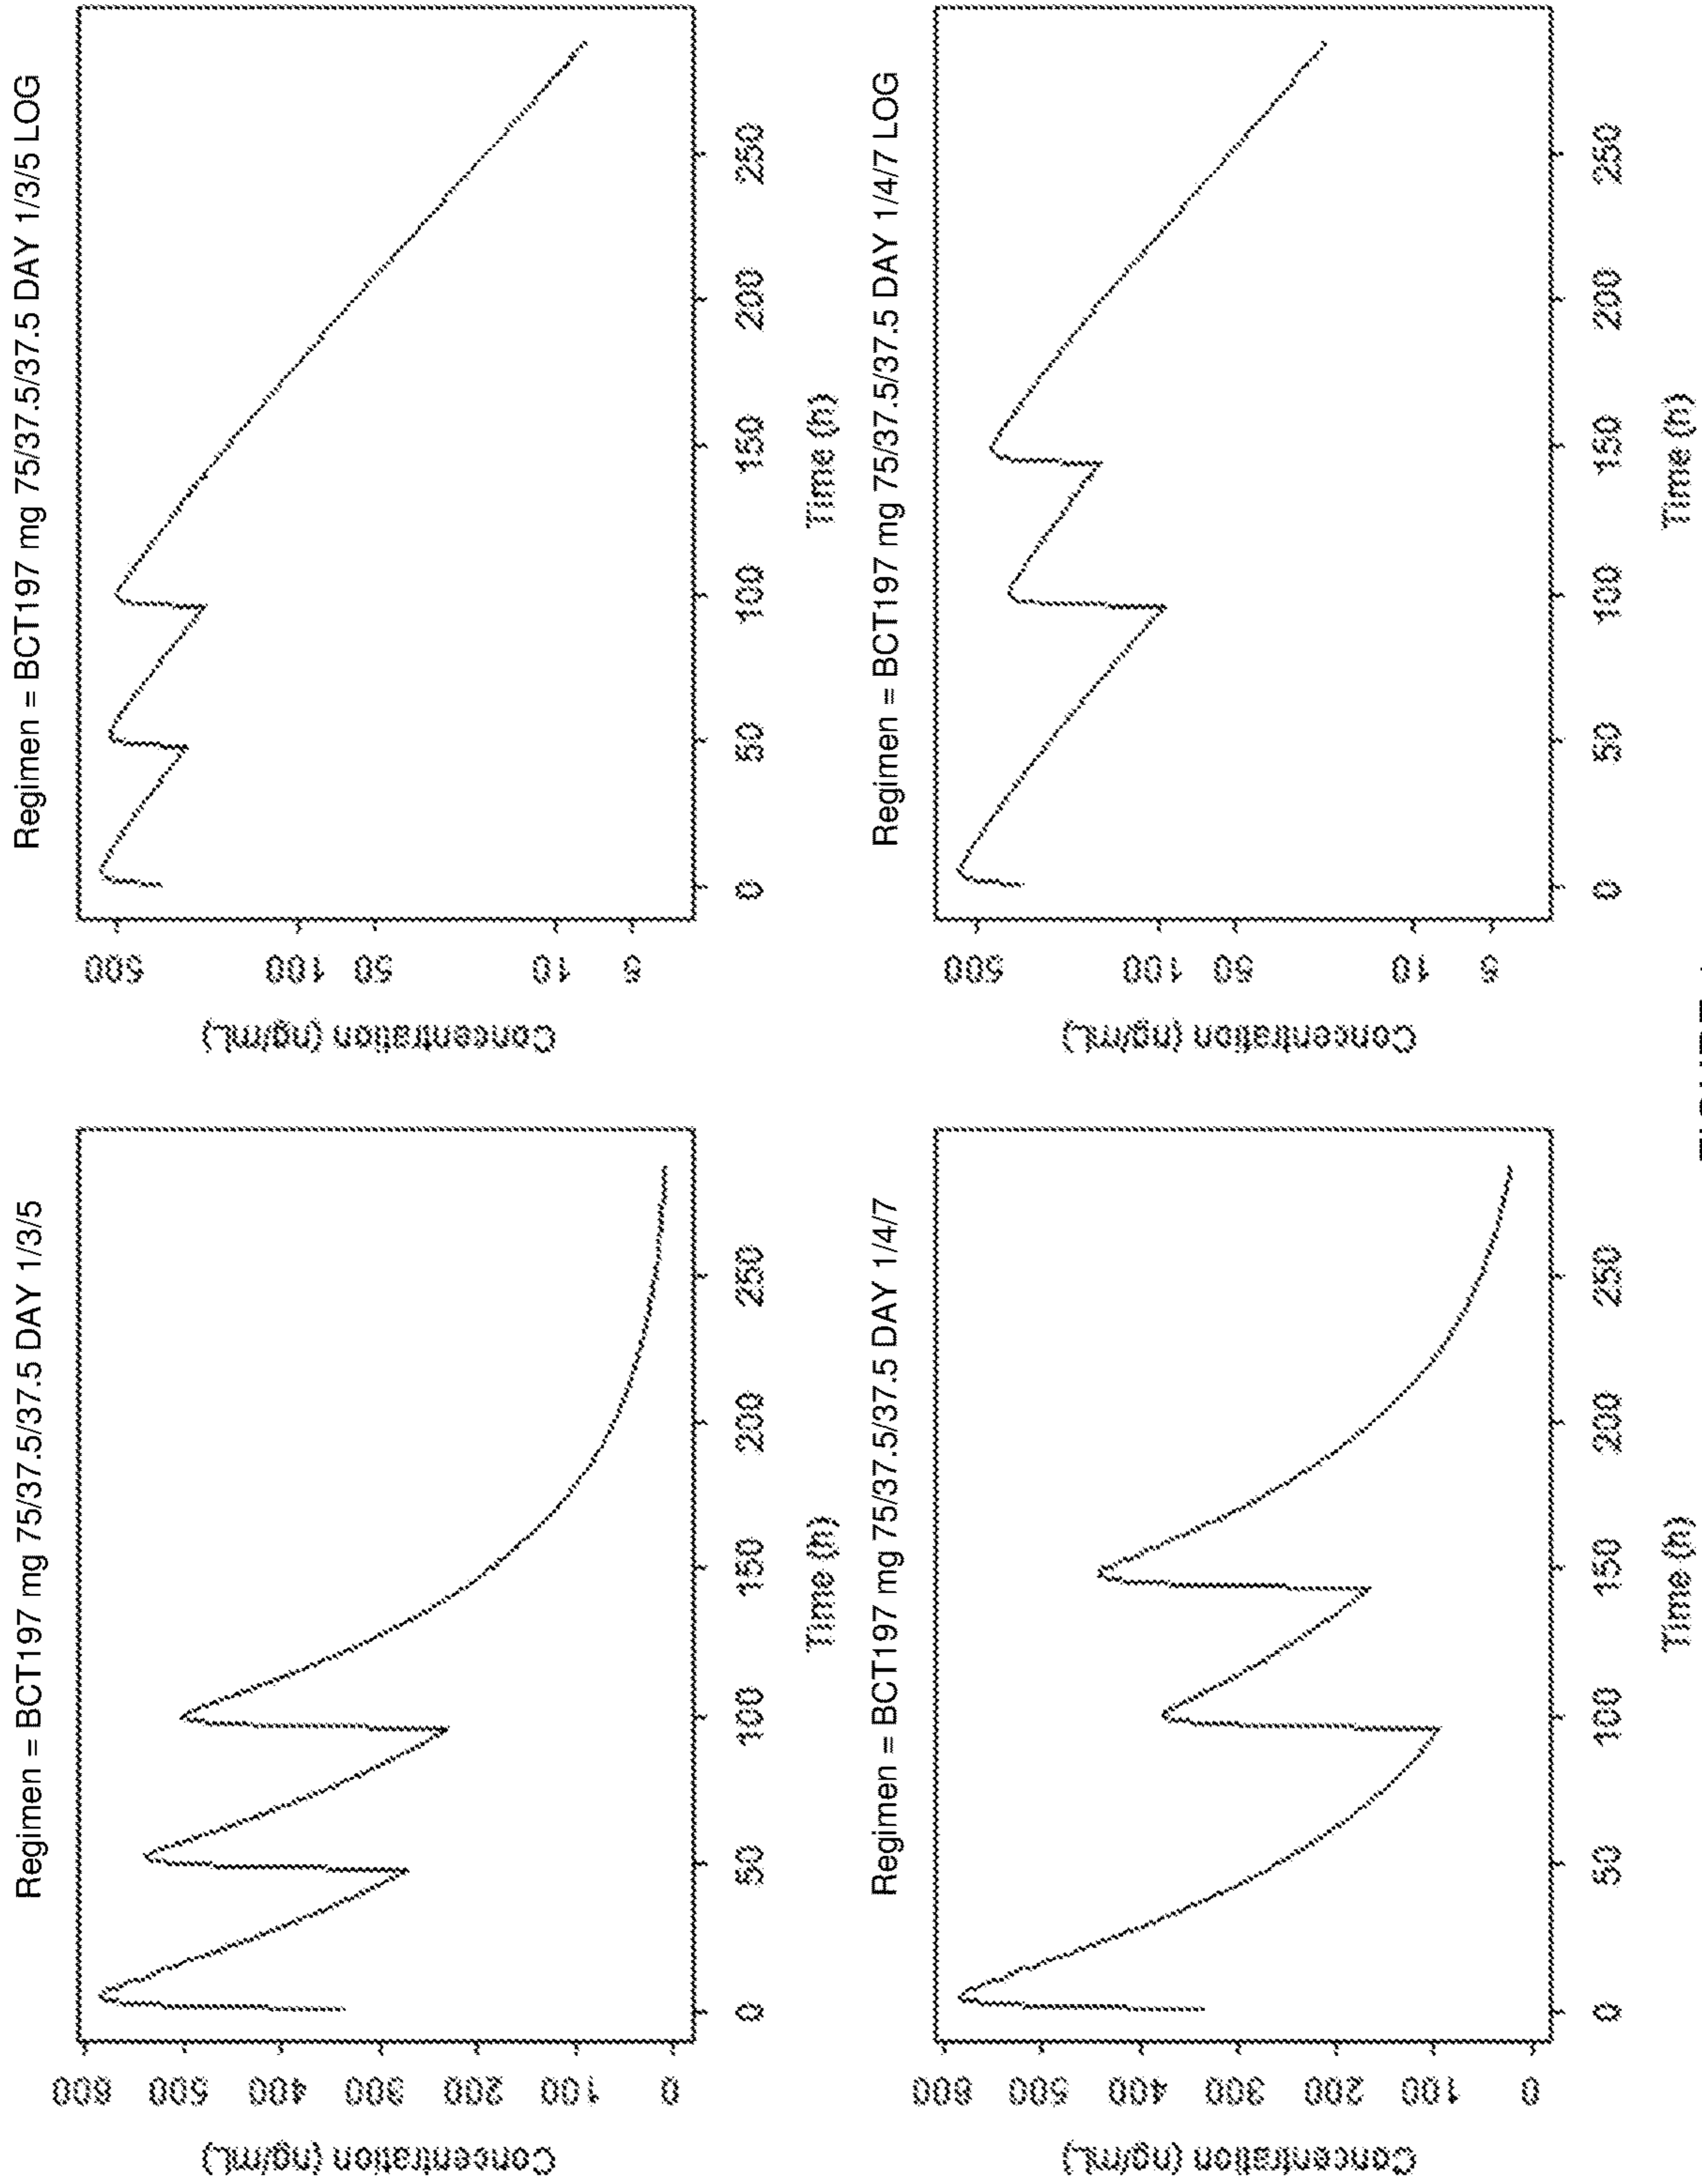 Regimen = BCT197 mg 75/37.5/37.5 DAY 1/3/5
Concentration (ng/mL)
600
500
400
300
200
100
0
0 50 100 150 200 250
Time (h)
Regimen = BCT197 mg 75/37.5/37.5 DAY 1/3/5 LOG
Concentration (ng/mL)
500
100
50
10
5
0 50 100 150 200 250
Time (h)
Regimen = BCT197 mg 75/37.5/37.5 DAY 1/4/7
Concentration (ng/mL)
600
500
400
300
200
100
0
0 50 100 150 200 250
Time (h)
Regimen = BCT197 mg 75/37.5/37.5 DAY 1/4/7 LOG
Concentration (ng/mL)
500
100
50
10
5
0 50 100 150 200 250
Time (h)